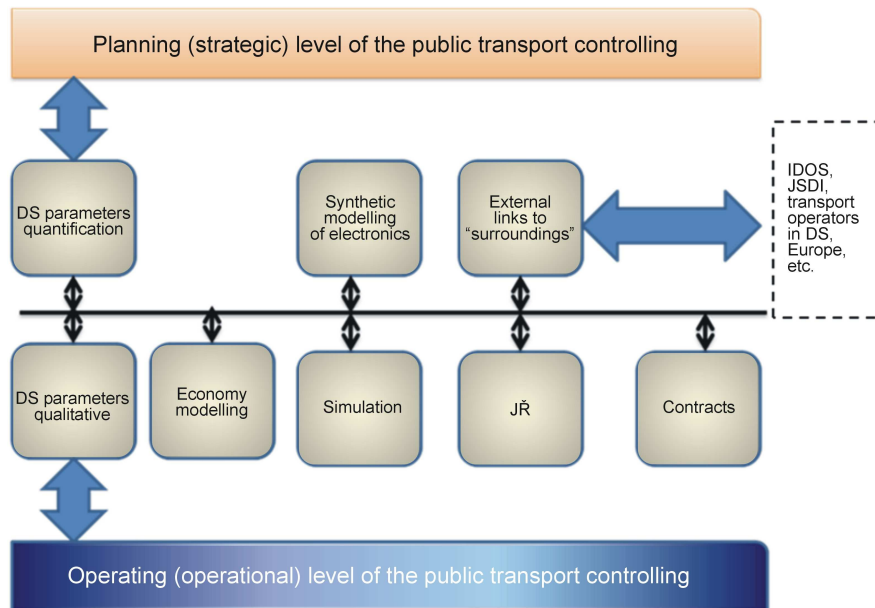 Planning (strategic) level of the public transport controlling
DS parameters
quantification
Synthetic
modelling
of electronics
External
links to
“surroundings”
IDOS,
JSDI,
transport
operators
in DS,
Europe,
etc.
DS parameters
qualitative
Economy
modelling
Simulation
JŘ
Contracts
Operating (operational) level of the public transport controlling